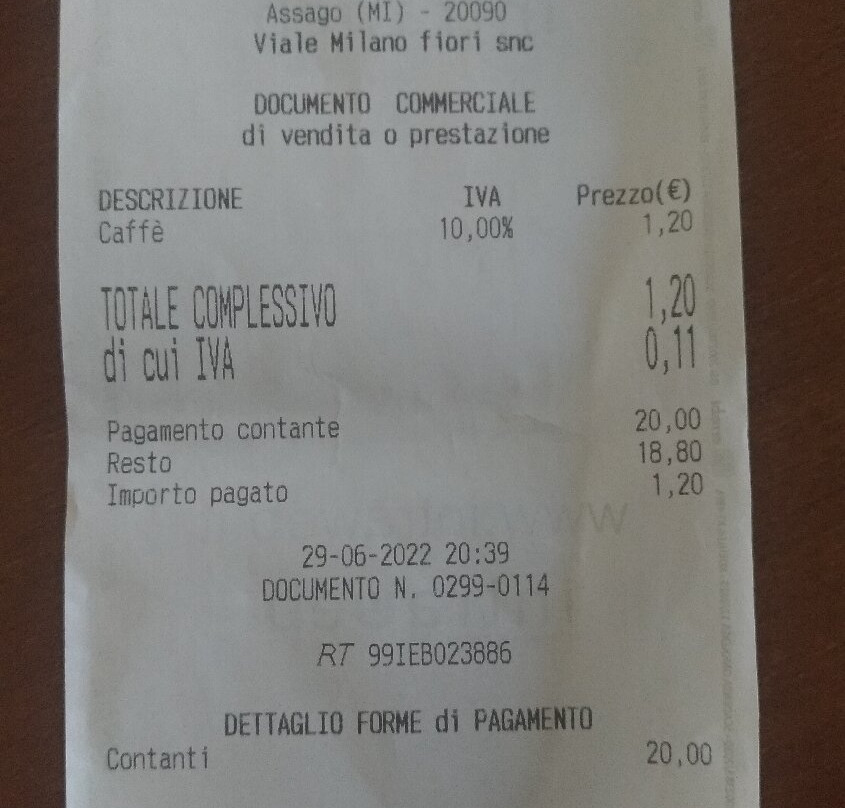 Assago (MI) - 20090
Viale Milano fiori snc
DOCUMENTO COMMERCIALE
di vendita o prestazione
DESCRIZIONE IVA Prezzo(€)
Caffè 10,00% 1,20
TOTALE COMPLESSIVO 1,20
di cui IVA 0,11
Pagamento contante 20,00
Resto 18,80
Importo pagato 1,20
29-06-2022 20:39
DOCUMENTO N. 0299-0114
RT 99IEB023886
DETTAGLIO FORME di PAGAMENTO
Contanti 20,00